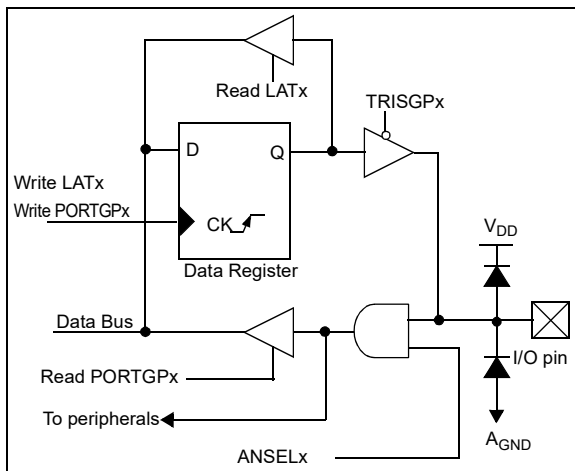 Read LATx
TRISGPx
D
Q
Write LATx
Write PORTGPx
CK
Data Register
VDD
Data Bus
I/O pin
Read PORTGPx
To peripherals
ANSELx
AGND